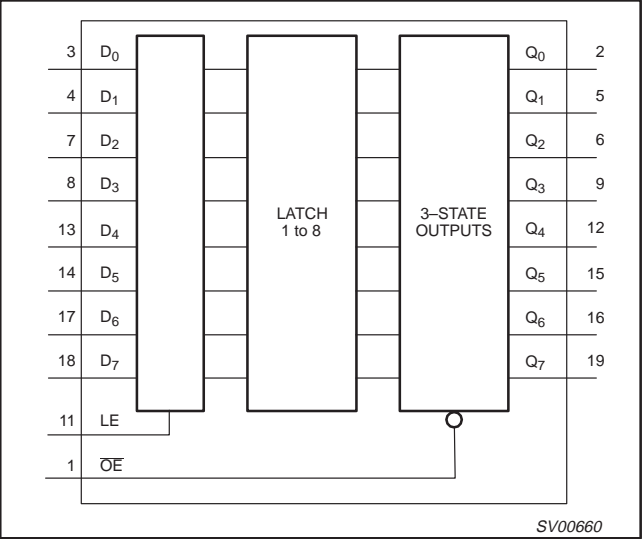 3 D0 Q0 2
4 D1 Q1 5
7 D2 Q2 6
8 D3 Q3 9
LATCH
1 to 8
3–STATE
OUTPUTS
13 D4 Q4 12
14 D5 Q5 15
17 D6 Q6 16
18 D7 Q7 19
11 LE
1 O̅E̅
SV00660